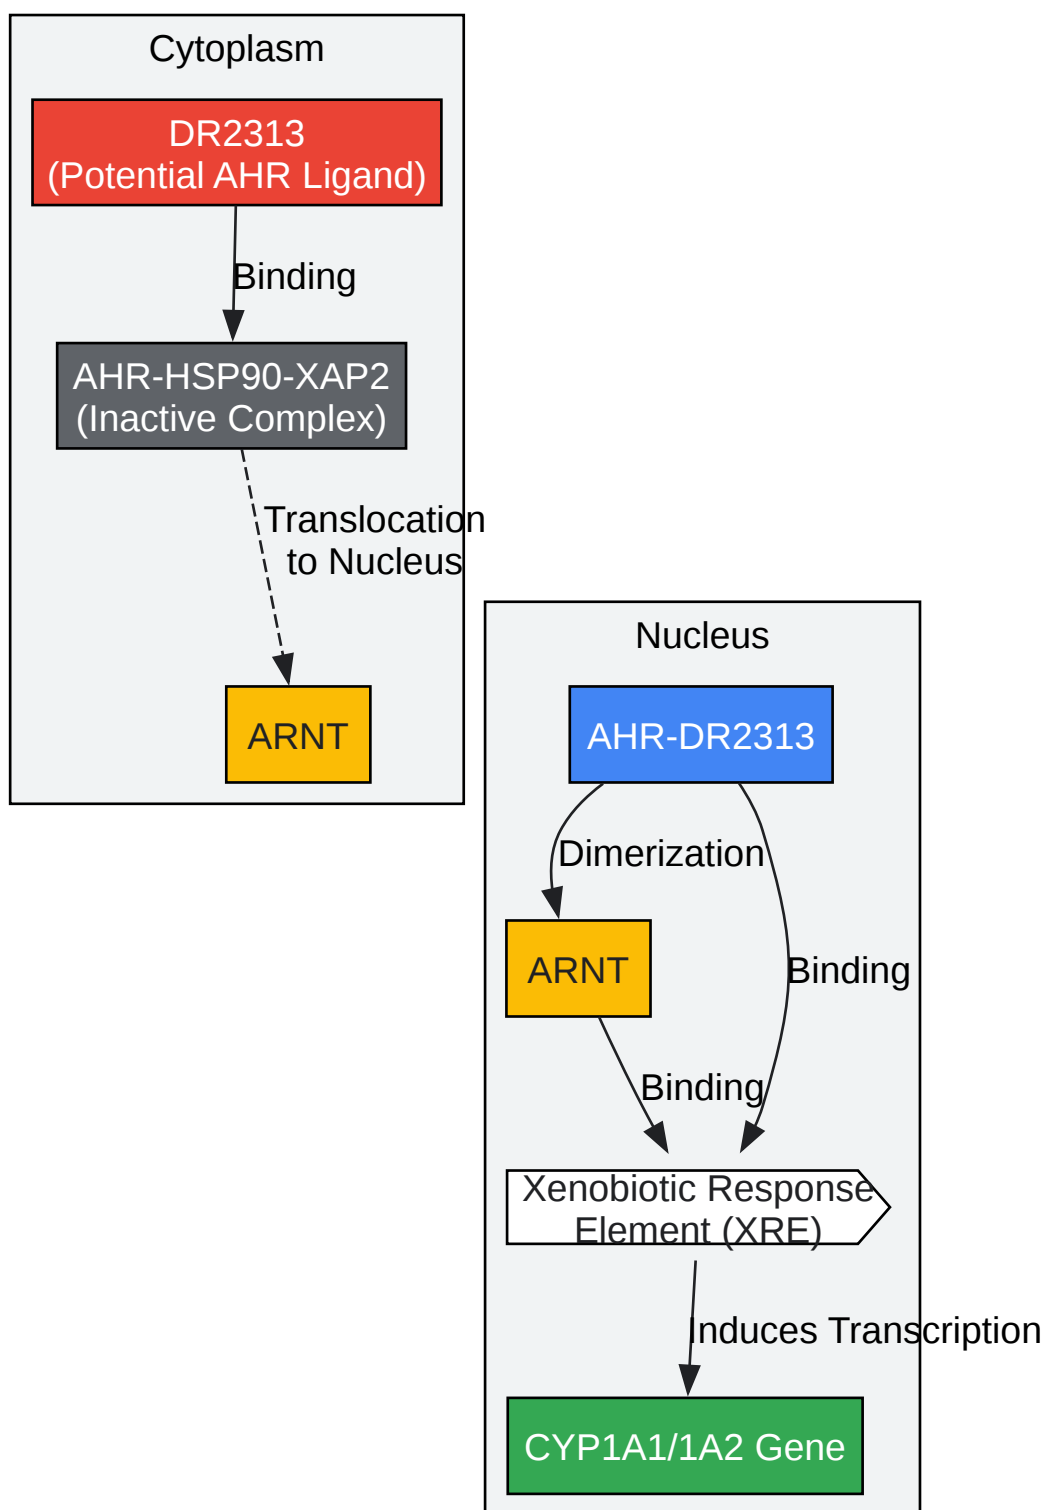 Cytoplasm
DR2313
(Potential AHR Ligand)
Binding
AHR-HSP90-XAP2
(Inactive Complex)
Translocation
to Nucleus
ARNT
Nucleus
AHR-DR2313
Dimerization
ARNT
Binding
Binding
Xenobiotic Response
Element (XRE)
Induces Transcription
CYP1A1/1A2 Gene